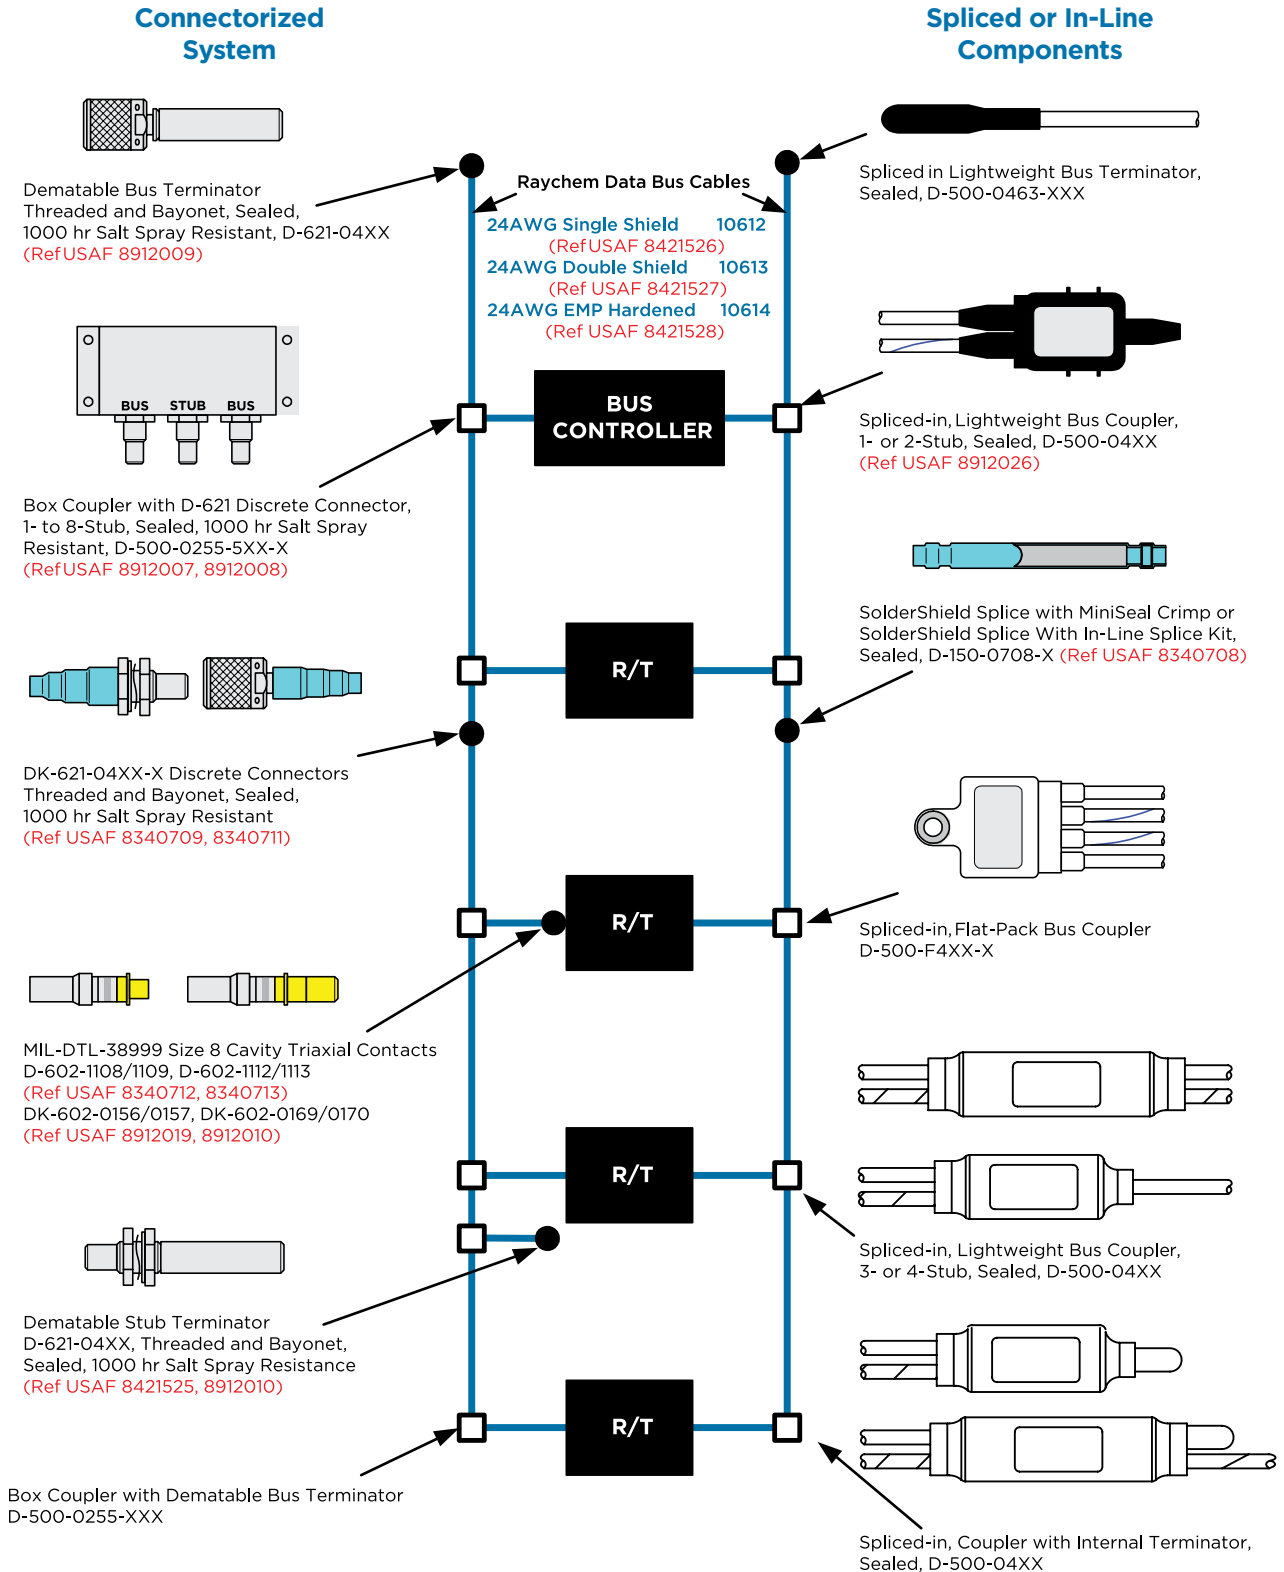 Connectorized
System
Spliced or In-Line
Components
Dematable Bus Terminator
Threaded and Bayonet, Sealed,
1000 hr Salt Spray Resistant, D-621-04XX
(Ref USAF 8912009)
Raychem Data Bus Cables
24AWG Single Shield 10612
(Ref USAF 8421526)
24AWG Double Shield 10613
(Ref USAF 8421527)
24AWG EMP Hardened 10614
(Ref USAF 8421528)
Spliced in Lightweight Bus Terminator,
Sealed, D-500-0463-XXX
BUS STUB BUS
BUS
CONTROLLER
Box Coupler with D-621 Discrete Connector,
1- to 8-Stub, Sealed, 1000 hr Salt Spray
Resistant, D-500-0255-5XX-X
(Ref USAF 8912007, 8912008)
Spliced-in, Lightweight Bus Coupler,
1- or 2-Stub, Sealed, D-500-04XX
(Ref USAF 8912026)
SolderShield Splice with MiniSeal Crimp or
SolderShield Splice With In-Line Splice Kit,
Sealed, D-150-0708-X (Ref USAF 8340708)
R/T
DK-621-04XX-X Discrete Connectors
Threaded and Bayonet, Sealed,
1000 hr Salt Spray Resistant
(Ref USAF 8340709, 8340711)
R/T
Spliced-in, Flat-Pack Bus Coupler
D-500-F4XX-X
MIL-DTL-38999 Size 8 Cavity Triaxial Contacts
D-602-1108/1109, D-602-1112/1113
(Ref USAF 8340712, 8340713)
DK-602-0156/0157, DK-602-0169/0170
(Ref USAF 8912019, 8912010)
R/T
Spliced-in, Lightweight Bus Coupler,
3- or 4-Stub, Sealed, D-500-04XX
Dematable Stub Terminator
D-621-04XX, Threaded and Bayonet,
Sealed, 1000 hr Salt Spray Resistance
(Ref USAF 8421525, 8912010)
R/T
Box Coupler with Dematable Bus Terminator
D-500-0255-XXX
Spliced-in, Coupler with Internal Terminator,
Sealed, D-500-04XX